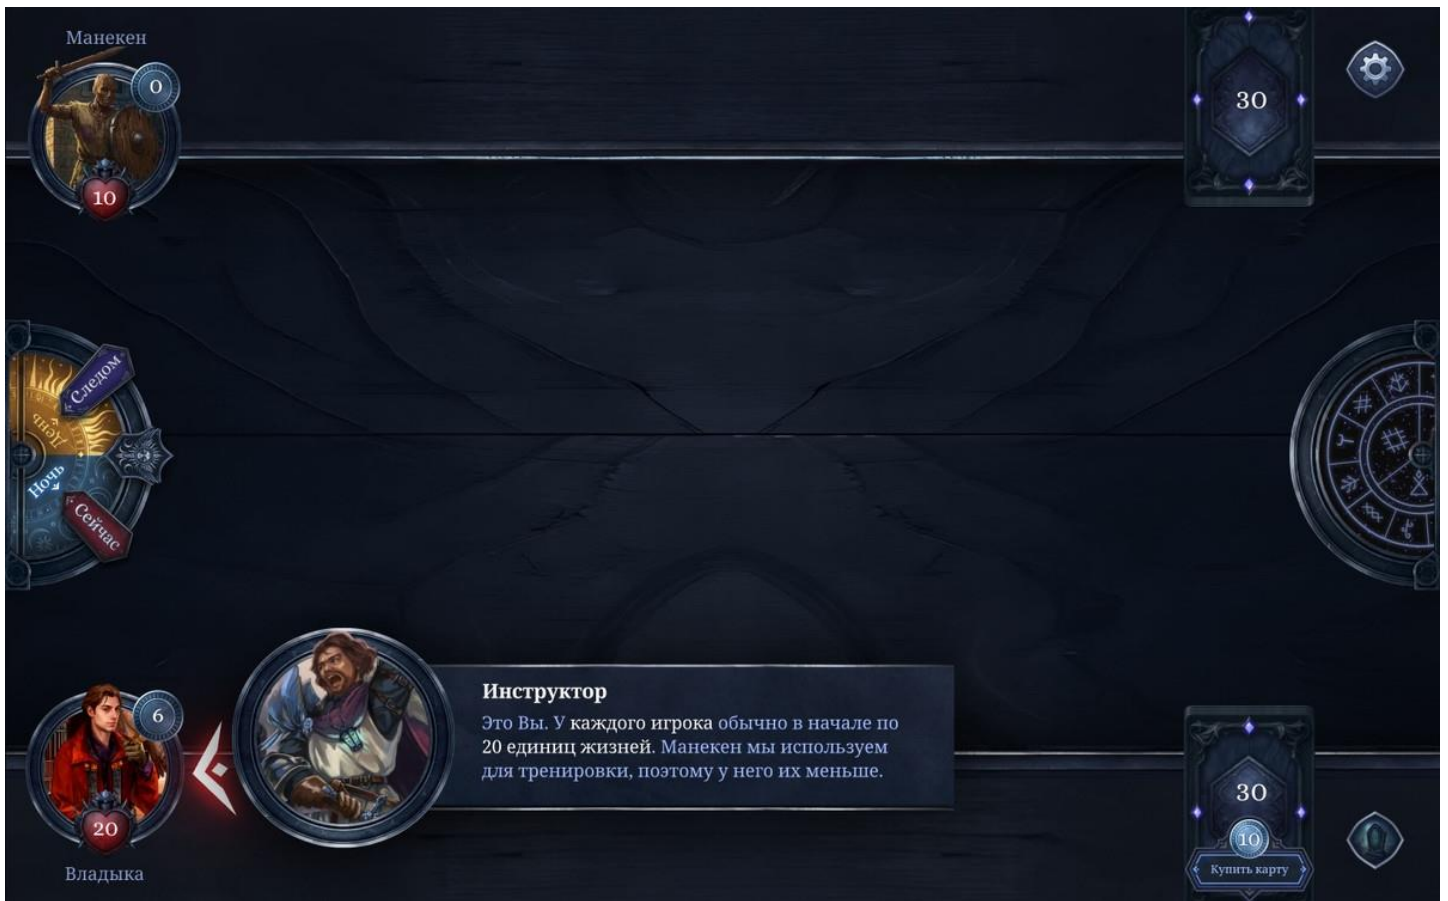 Манекен
0
10
30
Следом
День
Ночь
Сейчас
Инструктор
Это Вы. У каждого игрока обычно в начале по
20 единиц жизней. Манекен мы используем
для тренировки, поэтому у него их меньше.
6
20
Владыка
30
10
Купить карту